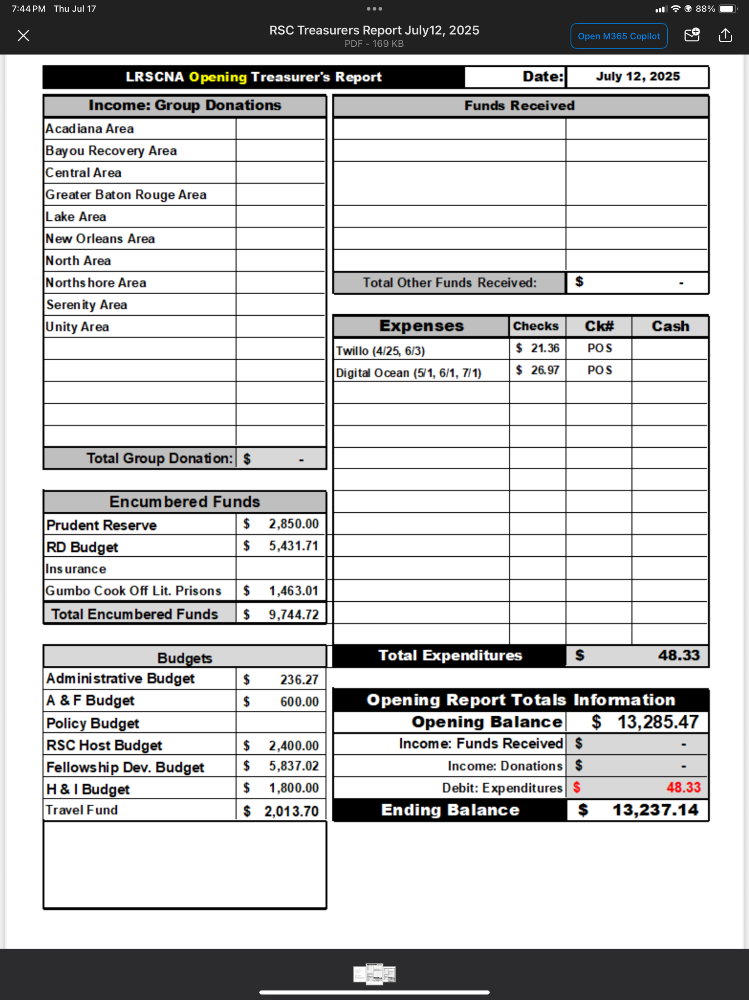 7:44 PM Thu Jul 17
88%
RSC Treasurers Report July12, 2025
PDF - 169 KB
Open M365 Copilot
LRSCNA Opening Treasurer's Report
Date: July 12, 2025
Income: Group Donations
Acadiana Area
Bayou Recovery Area
Central Area
Greater Baton Rouge Area
Lake Area
New Orleans Area
North Area
Northshore Area
Serenity Area
Unity Area
Total Group Donation: $ -
Funds Received
Total Other Funds Received: $ -
Expenses Checks Ck# Cash
Twillo (4/25, 6/3) $ 21.36 POS
Digital Ocean (5/1, 6/1, 7/1) $ 26.97 POS
Total Expenditures $ 48.33
Encumbered Funds
Prudent Reserve $ 2,850.00
RD Budget $ 5,431.71
Insurance
Gumbo Cook Off Lit. Prisons $ 1,463.01
Total Encumbered Funds $ 9,744.72
Budgets
Administrative Budget $ 236.27
A & F Budget $ 600.00
Policy Budget
RSC Host Budget $ 2,400.00
Fellowship Dev. Budget $ 5,837.02
H & I Budget $ 1,800.00
Travel Fund $ 2,013.70
Opening Report Totals Information
Opening Balance $ 13,285.47
Income: Funds Received $ -
Income: Donations $ -
Debit: Expenditures $ 48.33
Ending Balance $ 13,237.14